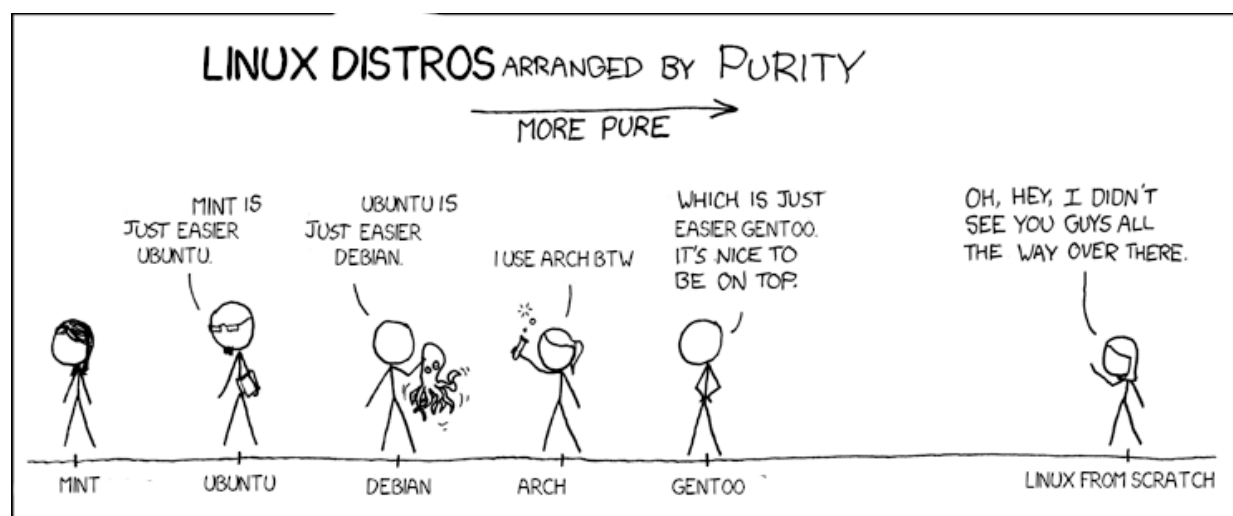 LINUX DISTROS ARRANGED BY PURITY
MORE PURE
MINT IS
JUST EASIER
UBUNTU.
UBUNTU IS
JUST EASIER
DEBIAN.
I USE ARCH BTW
WHICH IS JUST
EASIER GENTOO.
IT'S NICE TO
BE ON TOP.
OH, HEY, I DIDN'T
SEE YOU GUYS ALL
THE WAY OVER THERE.
MINT
UBUNTU
DEBIAN
ARCH
GENTOO
LINUX FROM SCRATCH